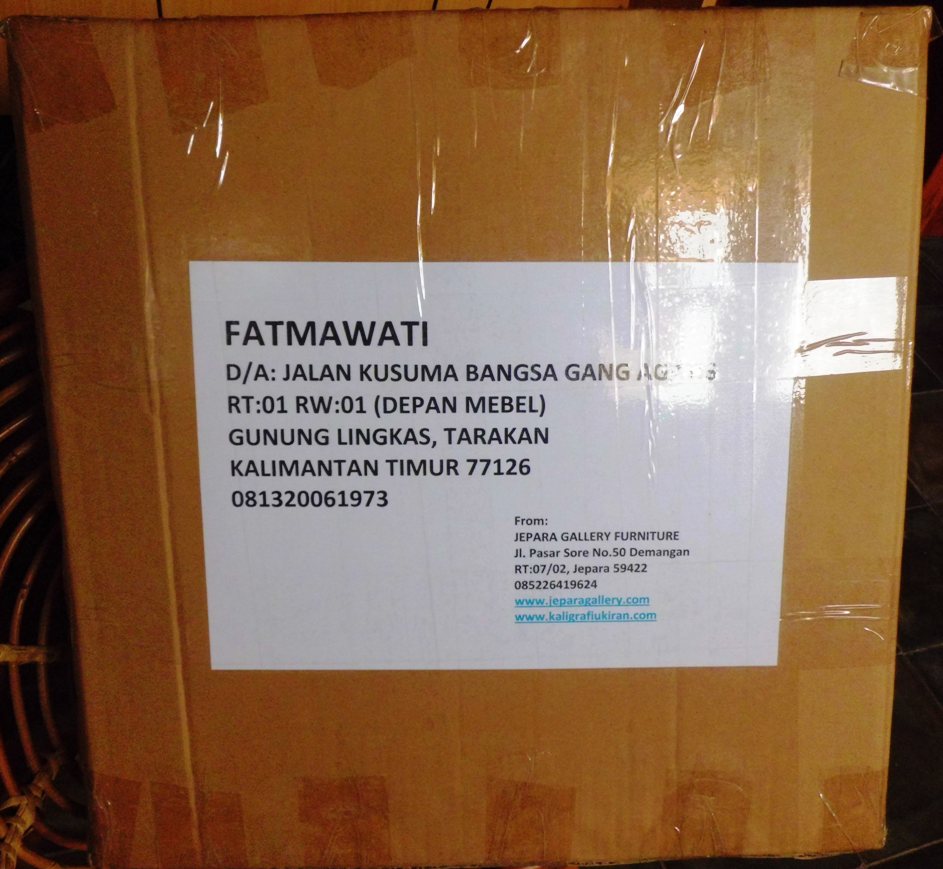 FATMAWATI
D/A: JALAN KUSUMA BANGSA GANG
RT:01 RW:01 (DEPAN MEBEL)
GUNUNG LINGKAS, TARAKAN
KALIMANTAN TIMUR 77126
081320061973
From:
JEPARA GALLERY FURNITURE
Jl. Pasar Sore No.50 Demangan
RT:07/02, Jepara 59422
085226419624
www.jeparagallery.com
www.kaligrafiukiran.com